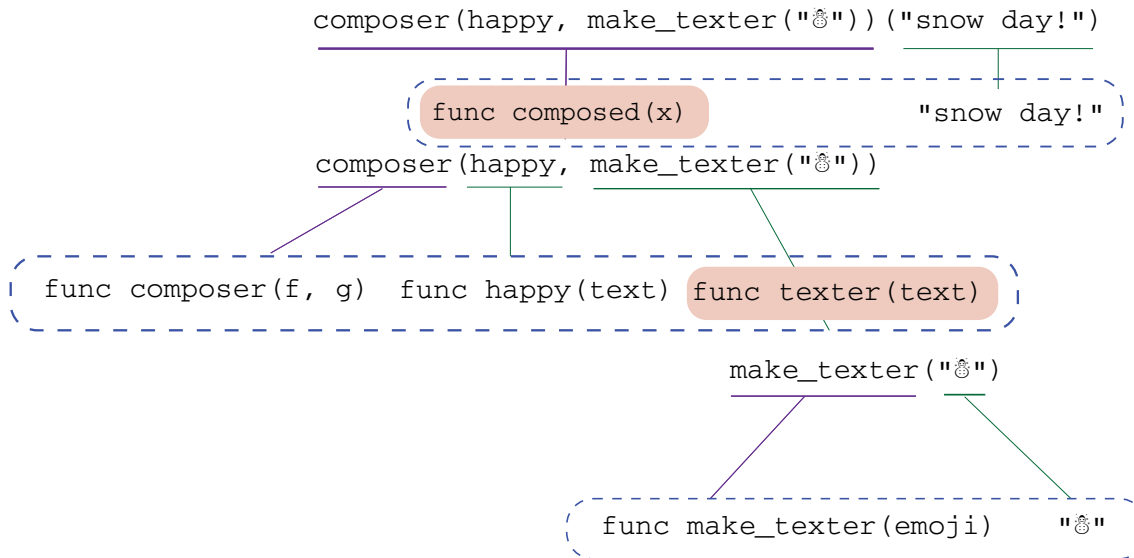 composer(happy, make_texter("☃"))("snow day!")
func composed(x) "snow day!"
composer(happy, make_texter("☃"))
func composer(f, g) func happy(text) func texter(text)
make_texter("☃")
func make_texter(emoji) "☃"